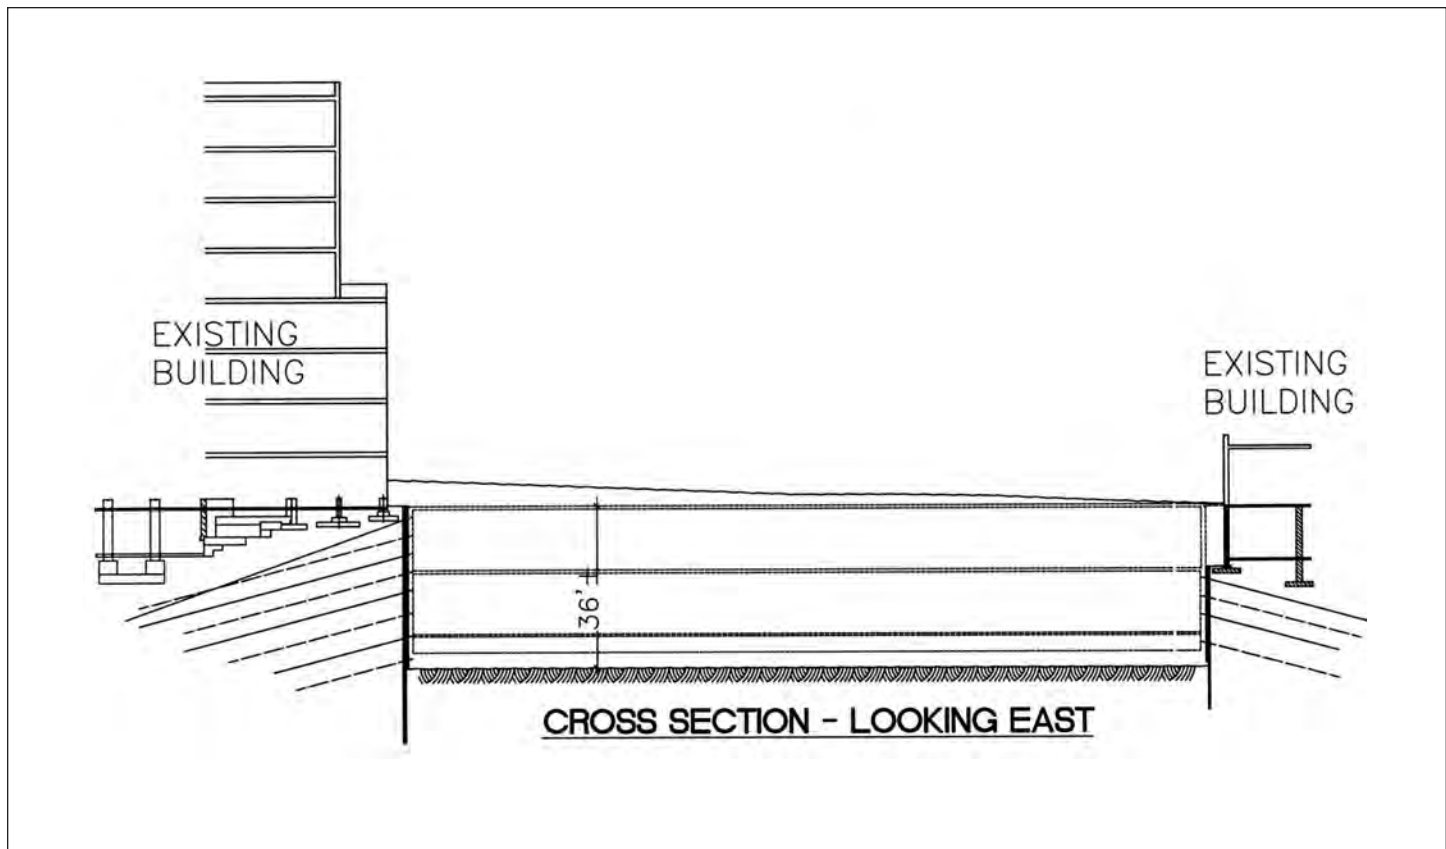 EXISTING
BUILDING
EXISTING
BUILDING
36'
CROSS SECTION - LOOKING EAST